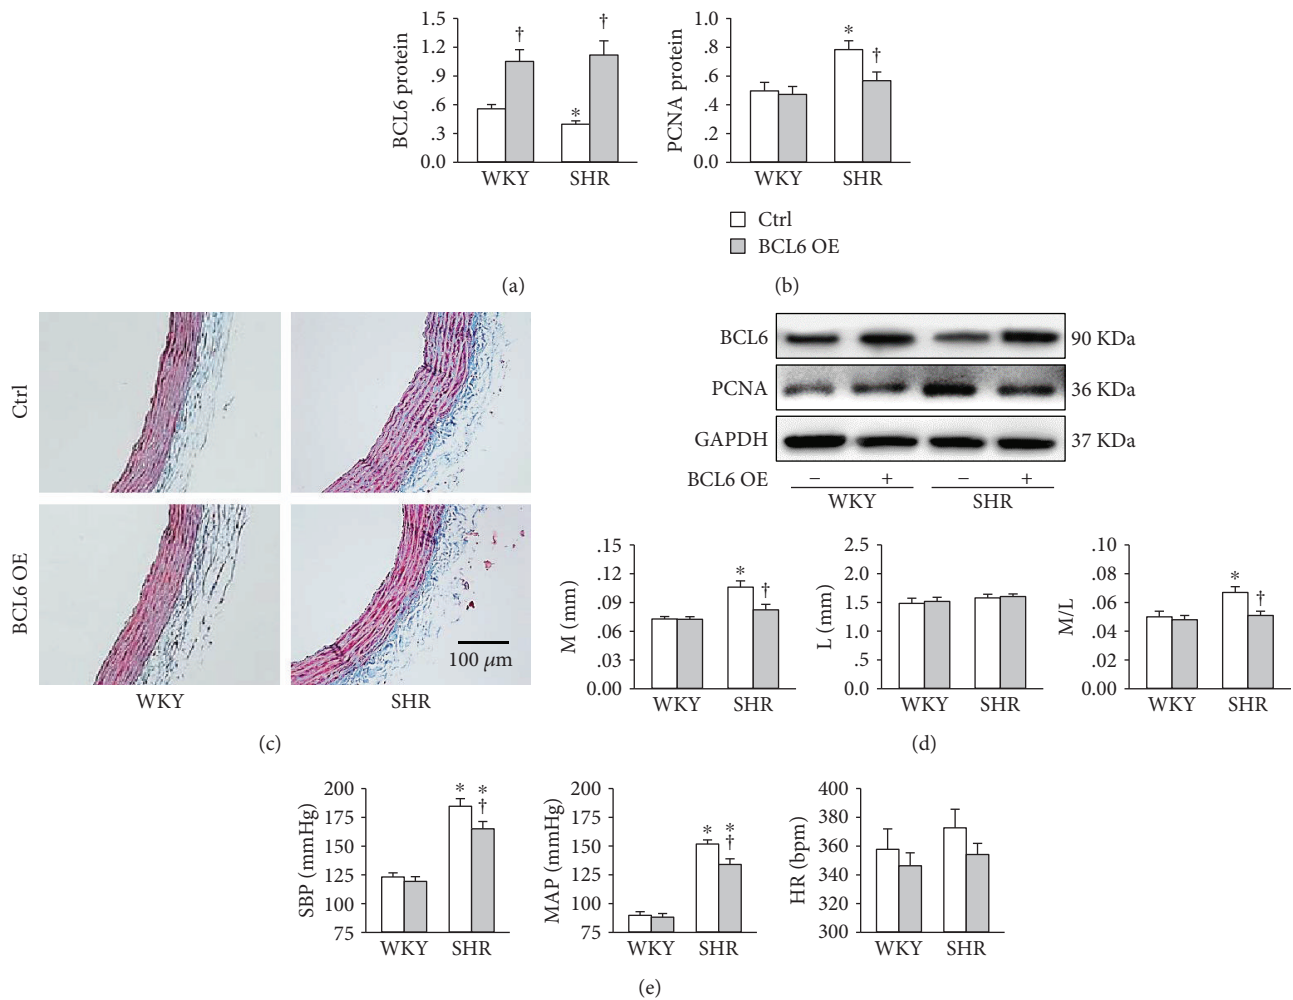 BCL6 protein
1.5
1.2
.9
.6
.3
0.0
†
*
†
WKY
SHR
PCNA protein
1.0
.8
.6
.4
.2
0.0
*
†
WKY
SHR
Ctrl
BCL6 OE
(a)
(b)
Ctrl
BCL6 OE
100 μm
WKY
SHR
(c)
BCL6
90 KDa
PCNA
36 KDa
GAPDH
37 KDa
BCL6 OE − + − +
WKY
SHR
M (mm)
.15
.12
0.09
.06
.03
0.00
*
†
WKY
SHR
L (mm)
2.5
2.0
1.5
1.0
.5
0.0
WKY
SHR
M/L
.10
.08
0.06
.04
.02
0.00
*
†
WKY
SHR
(d)
SBP (mmHg)
200
175
150
125
100
75
*
*
†
WKY
SHR
MAP (mmHg)
200
175
150
125
100
75
*
*
†
WKY
SHR
HR (bpm)
400
380
360
340
320
300
WKY
SHR
(e)